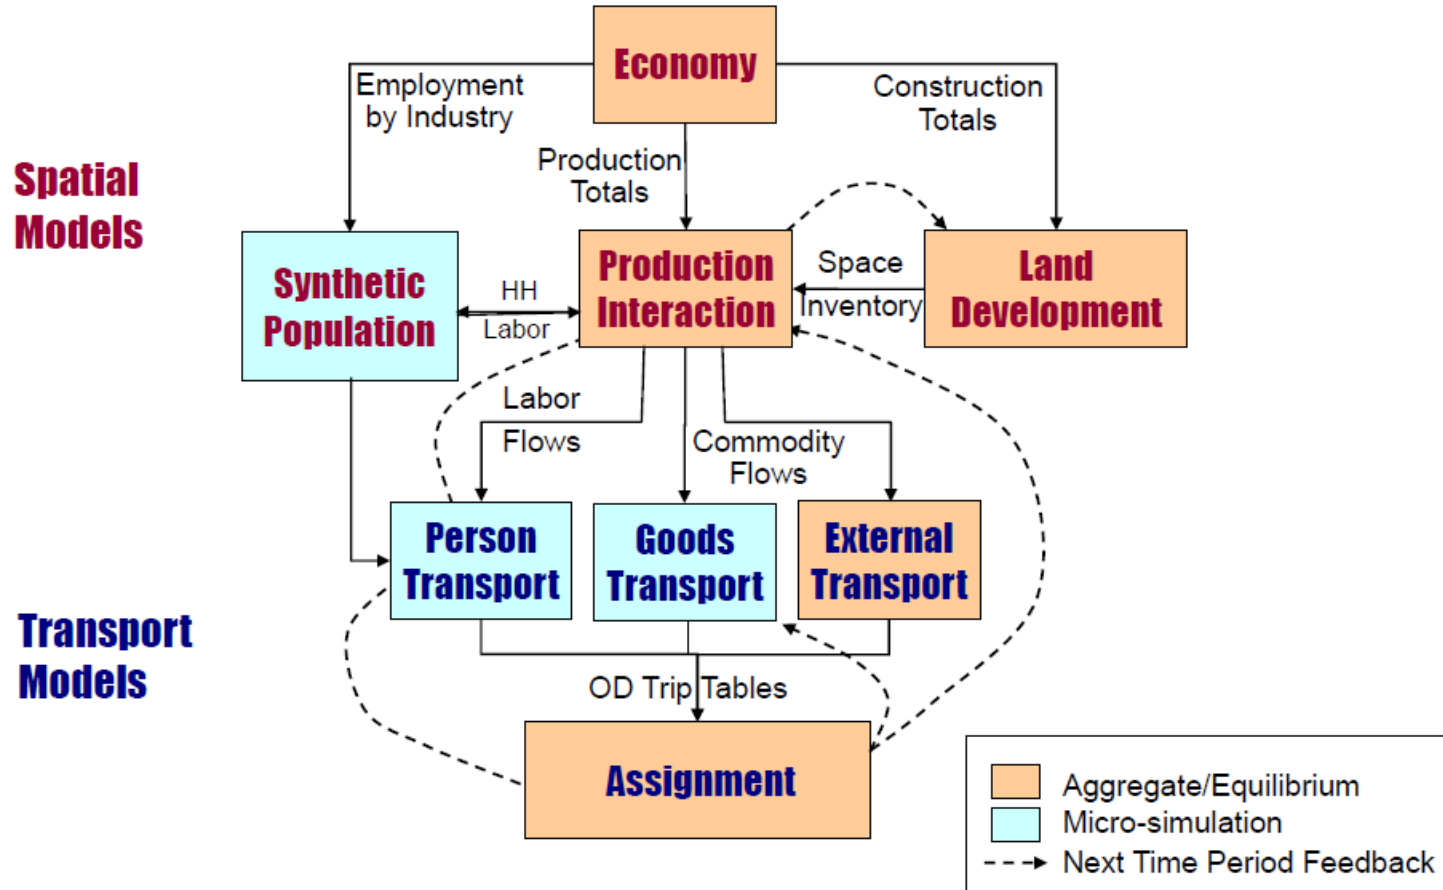 Economy
Employment
by Industry
Construction
Totals
Production
Totals
Spatial
Models
Synthetic
Population
HH
Labor
Production
Interaction
Space
Inventory
Land
Development
Labor
Flows
Commodity
Flows
Person
Transport
Goods
Transport
External
Transport
Transport
Models
OD Trip Tables
Assignment
Aggregate/Equilibrium
Micro-simulation
Next Time Period Feedback